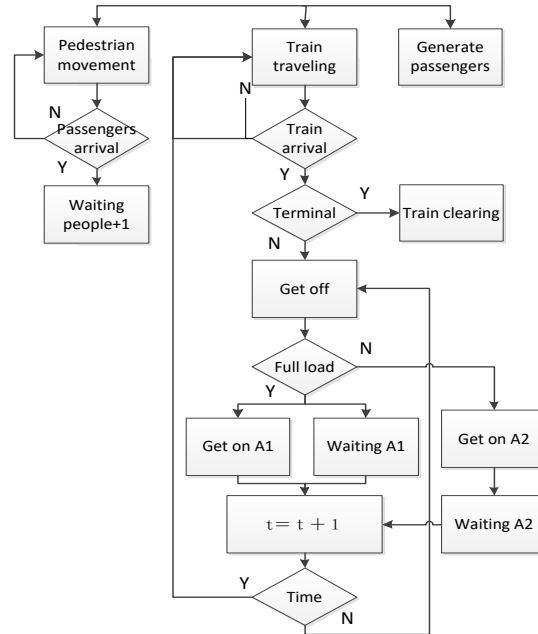 Pedestrian
movement
Train
traveling
Generate
passengers
N
N
Passengers
arrival
Train
arrival
Y
Y
Waiting
people+1
Terminal
Y
Train clearing
N
Get off
Full load
N
Y
Get on A1
Waiting A1
Get on A2
t= t + 1
Waiting A2
Y
Time
N